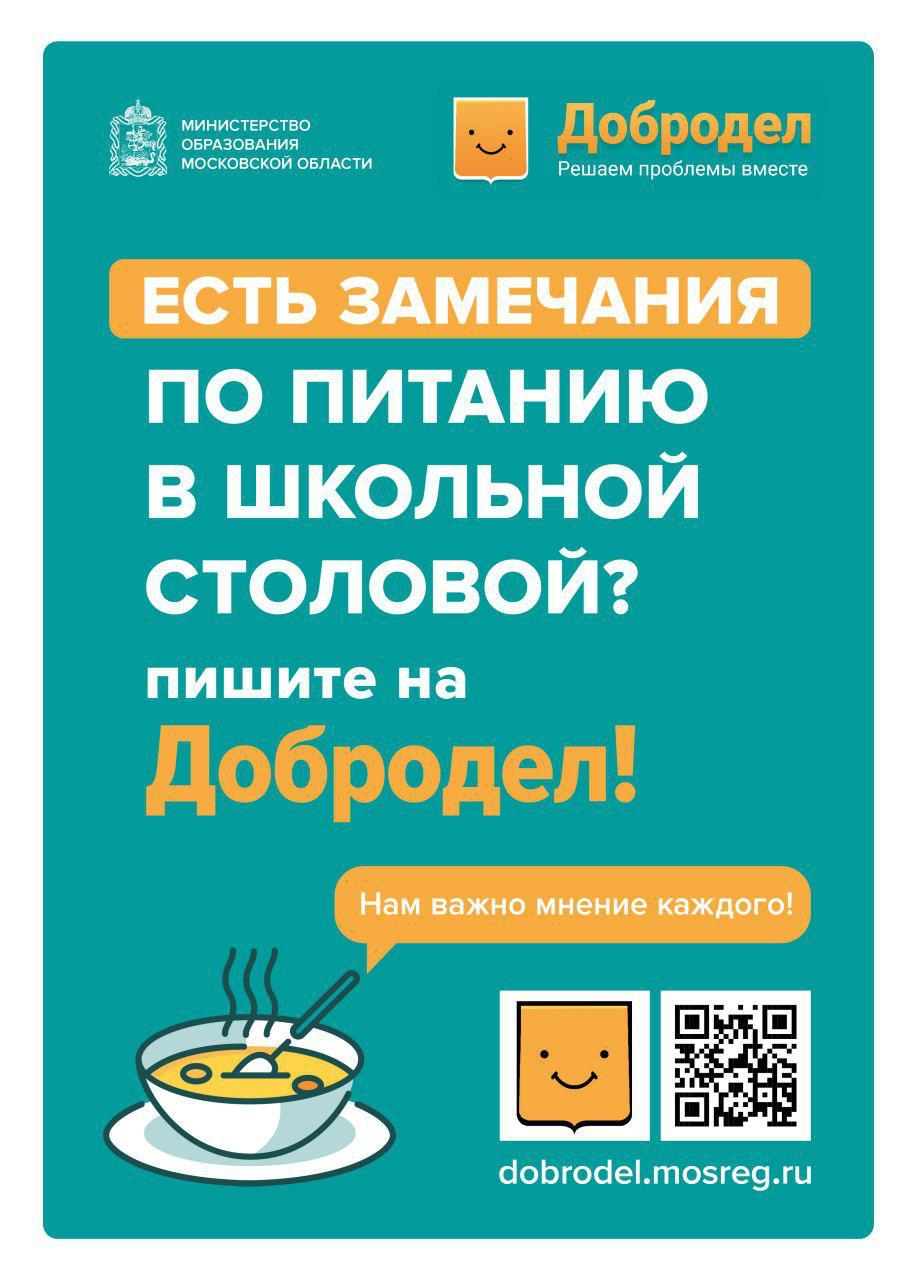 МИНИСТЕРСТВО
ОБРАЗОВАНИЯ
МОСКОВСКОЙ ОБЛАСТИ
Добродел
Решаем проблемы вместе
ЕСТЬ ЗАМЕЧАНИЯ
ПО ПИТАНИЮ
В ШКОЛЬНОЙ
СТОЛОВОЙ?
пишите на
Добродел!
Нам важно мнение каждого!
dobrodel.mosreg.ru